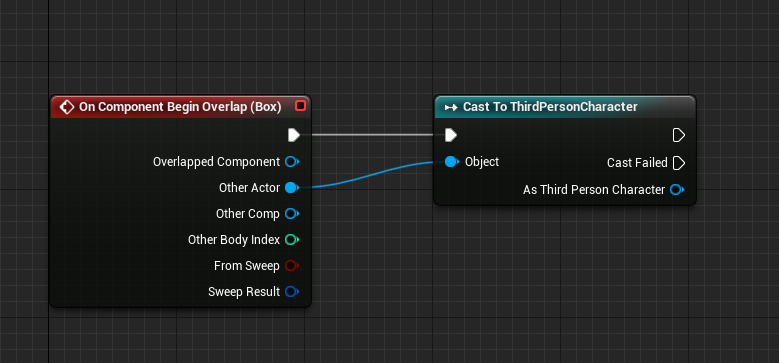 On Component Begin Overlap (Box)
Overlapped Component
Other Actor
Other Comp
Other Body Index
From Sweep
Sweep Result
Cast To ThirdPersonCharacter
Object
Cast Failed
As Third Person Character